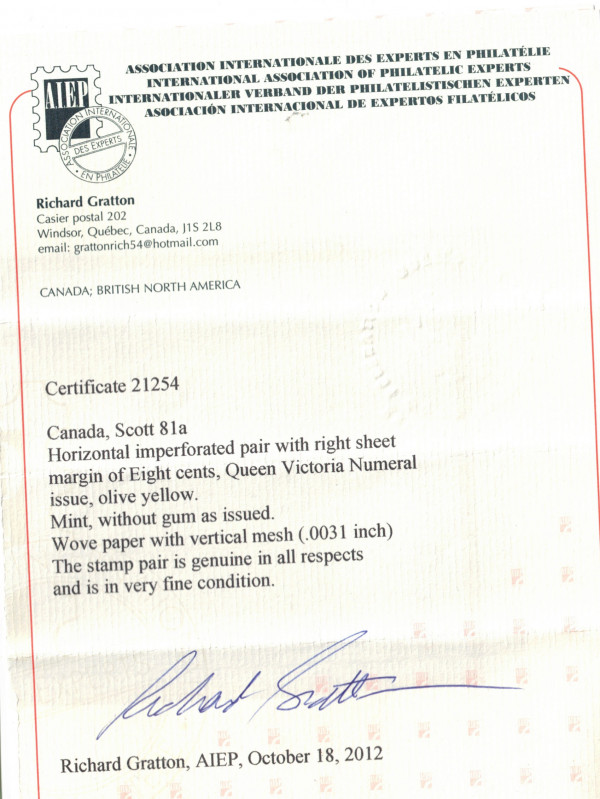 ASSOCIATION INTERNATIONALE DES EXPERTS EN PHILATÉLIE
INTERNATIONAL ASSOCIATION OF PHILATELIC EXPERTS
INTERNATIONALER VERBAND DER PHILATELISTISCHEN EXPERTEN
ASOCIACIÓN INTERNACIONAL DE EXPERTOS FILATÉLICOS
AIEP
ASSOCIATION INTERNATIONALE
DES EXPERTS
• EN PHILATÉLIE •
Richard Gratton
Casier postal 202
Windsor, Québec, Canada, J1S 2L8
email: grattonrich54@hotmail.com
CANADA; BRITISH NORTH AMERICA
Certificate 21254
Canada, Scott 81a
Horizontal imperforated pair with right sheet
margin of Eight cents, Queen Victoria Numeral
issue, olive yellow.
Mint, without gum as issued.
Wove paper with vertical mesh (.0031 inch)
The stamp pair is genuine in all respects
and is in very fine condition.
Richard Gratton
Richard Gratton, AIEP, October 18, 2012